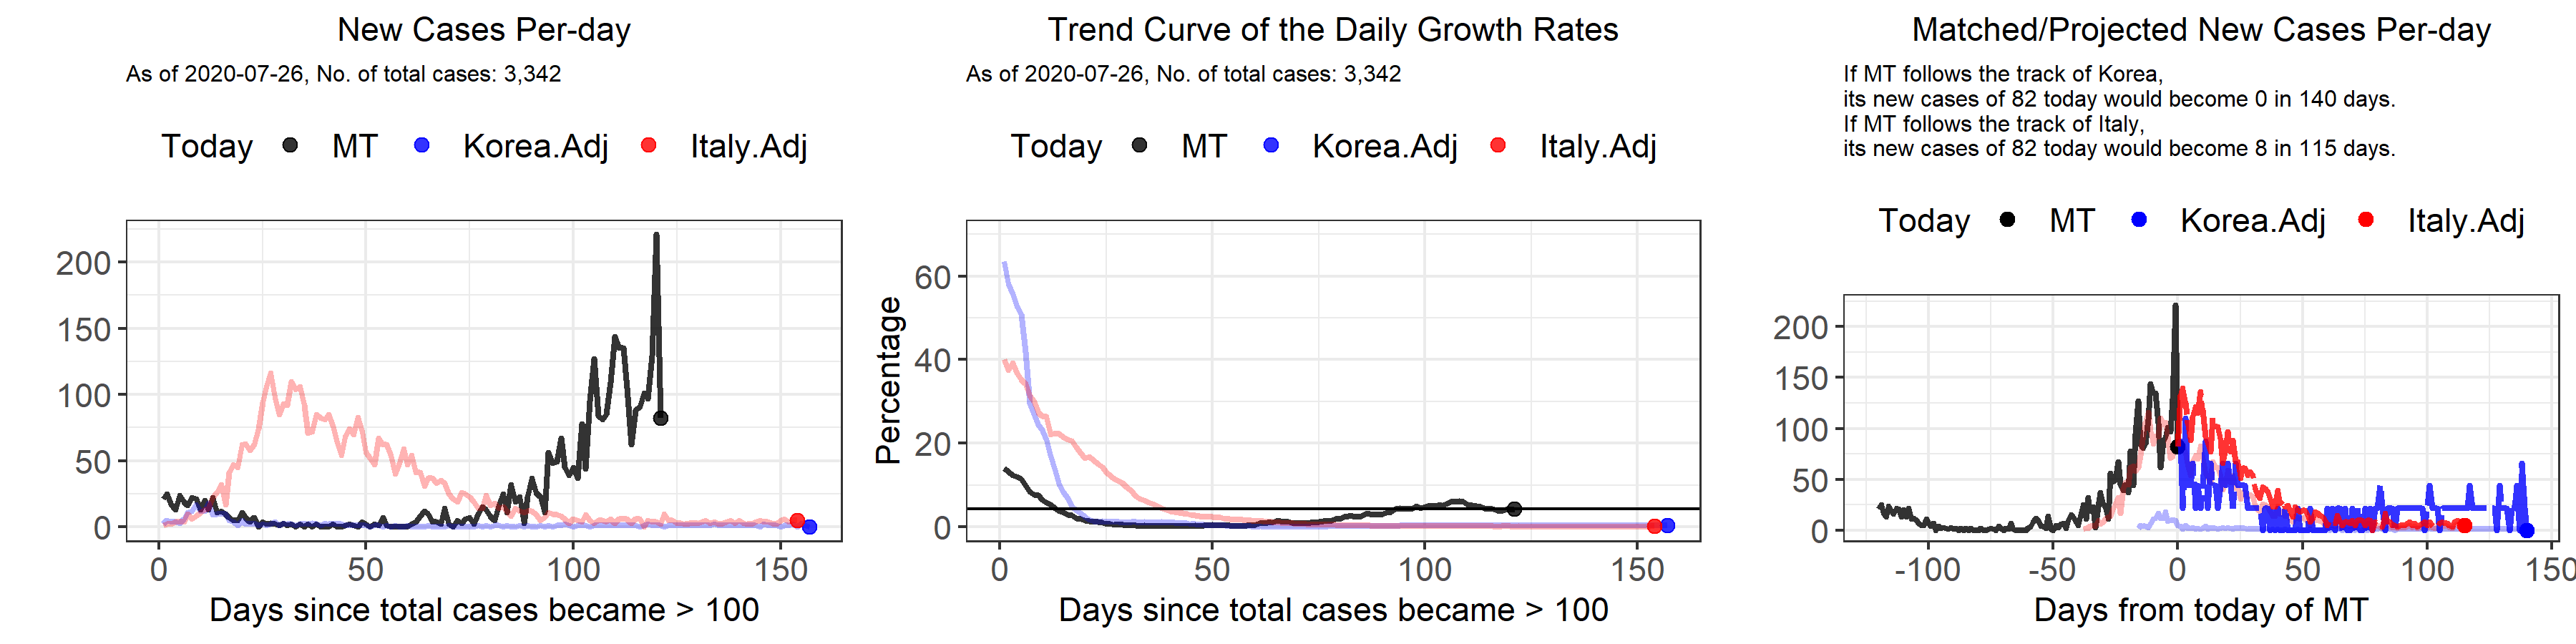 New Cases Per-day
As of 2020-07-26, No. of total cases: 3,342
Today MT Korea.Adj Italy.Adj
200
150
100
50
0
0 50 100 150
Days since total cases became > 100
Trend Curve of the Daily Growth Rates
As of 2020-07-26, No. of total cases: 3,342
Today MT Korea.Adj Italy.Adj
Percentage
60
40
20
0
0 50 100 150
Days since total cases became > 100
Matched/Projected New Cases Per-day
If MT follows the track of Korea,
its new cases of 82 today would become 0 in 140 days.
If MT follows the track of Italy,
its new cases of 82 today would become 8 in 115 days.
Today MT Korea.Adj Italy.Adj
200
150
100
50
0
-100 -50 0 50 100 150
Days from today of MT